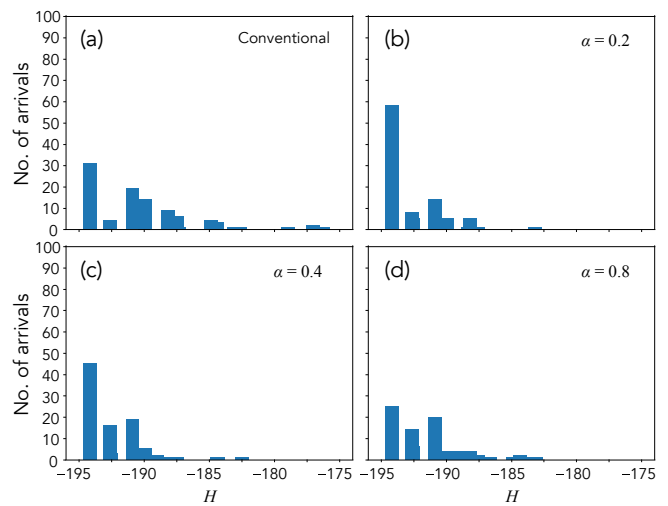 (a) Conventional
(b) α = 0.2
No. of arrivals
100
90
80
70
60
50
40
30
20
10
0
(c) α = 0.4
(d) α = 0.8
No. of arrivals
100
90
80
70
60
50
40
30
20
10
0
−195 −190 −185 −180 −175
−195 −190 −185 −180 −175
H
H